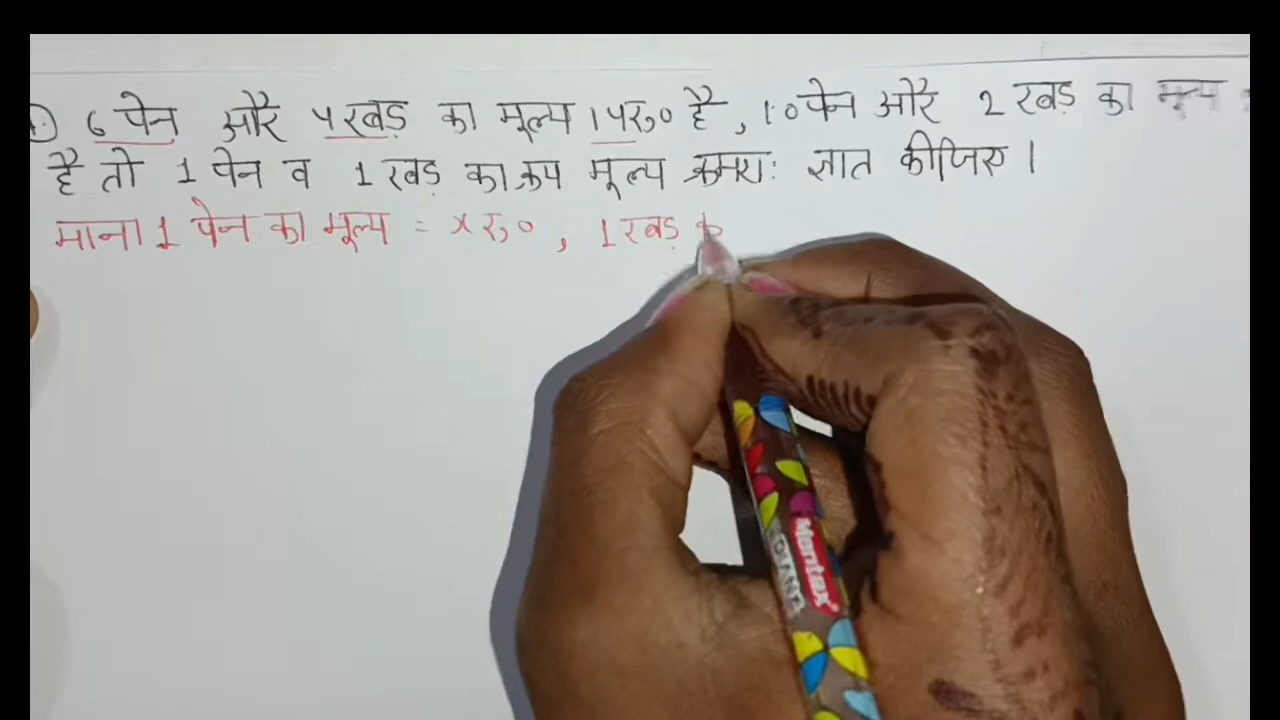 6 पेन और 4 रबड़ का मूल्य 14रु० है, 10 पेन और 2 रबड़ का मूल्य
है तो 1 पेन व 1 रबड़ का क्रय मूल्य क्रमशः ज्ञात कीजिए ।
माना 1 पेन का मूल्य = x रु० , 1 रबड़
Montex